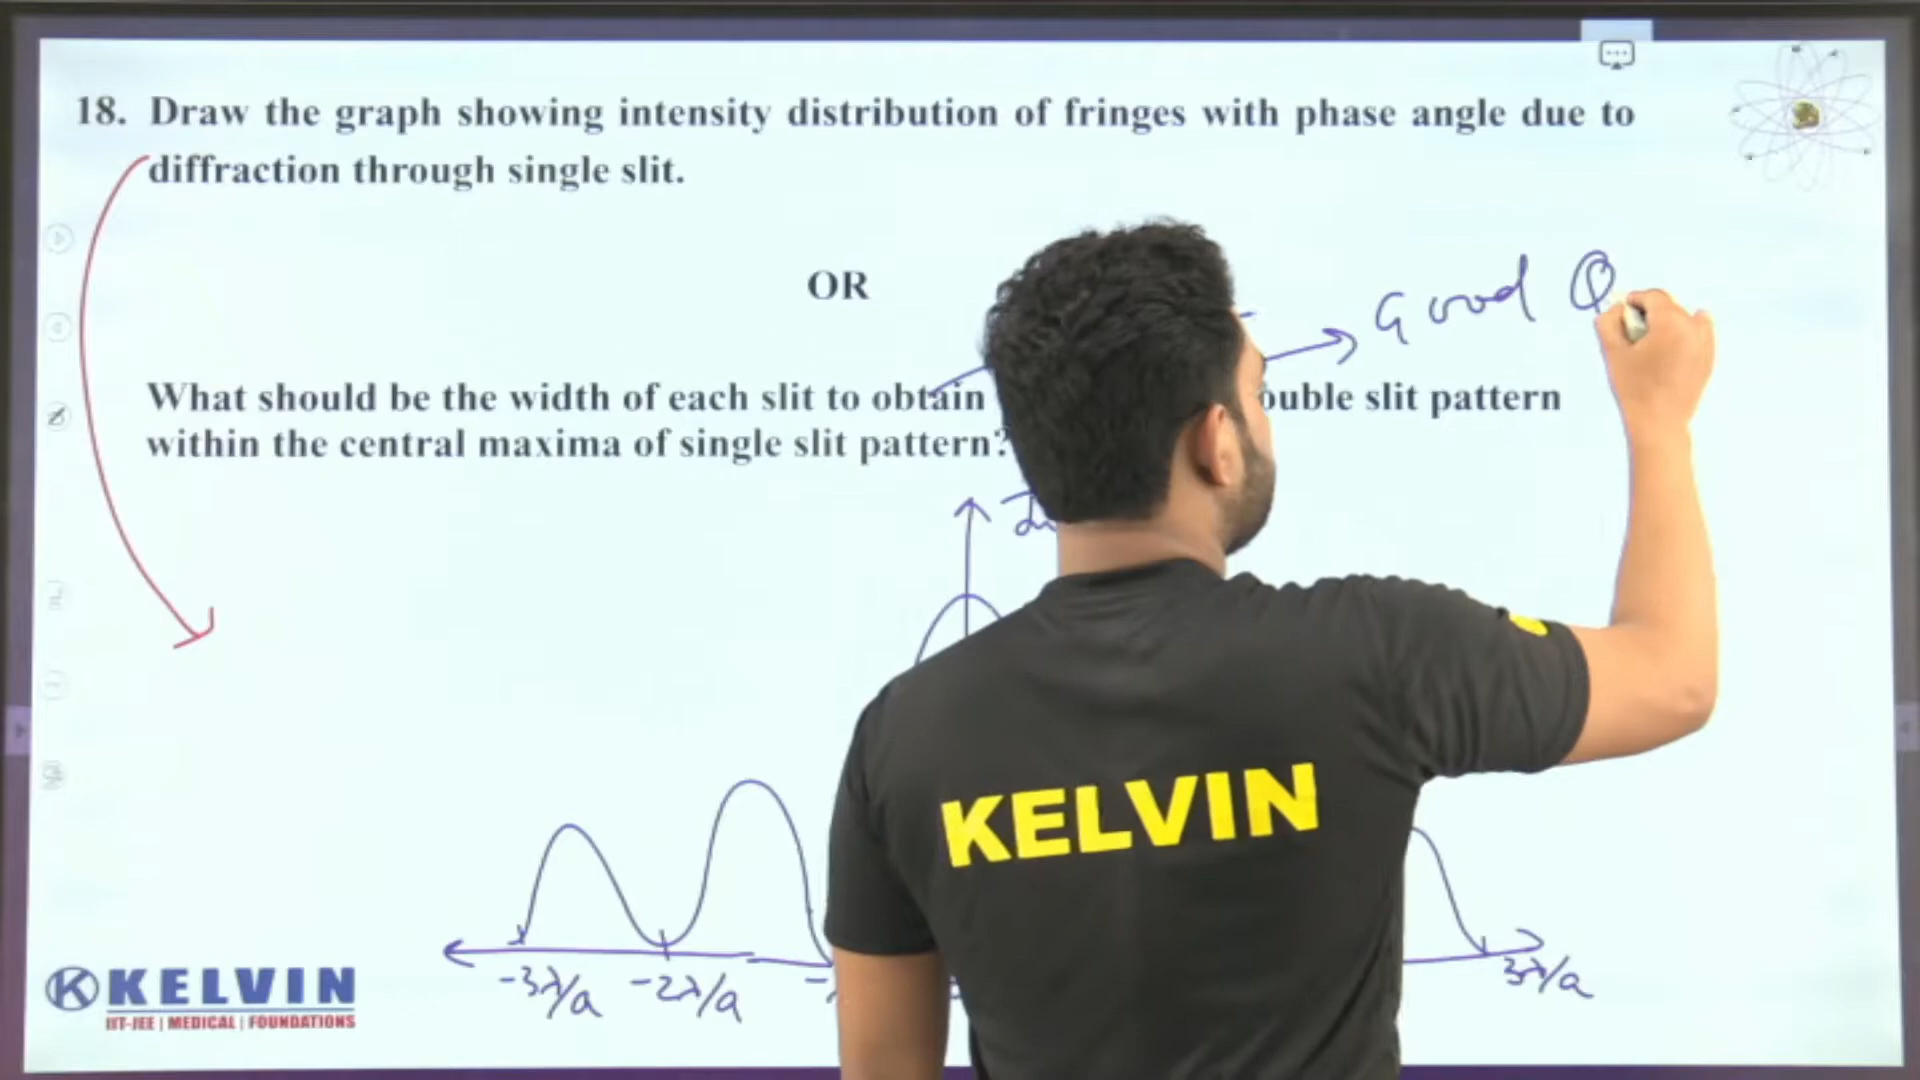 18. Draw the graph showing intensity distribution of fringes with phase angle due to
diffraction through single slit.
OR
Good Q
What should be the width of each slit to obtain ouble slit pattern
within the central maxima of single slit pattern?
-3λ/a -2λ/a 3λ/a
KELVIN
KELVIN
IIT-JEE | MEDICAL | FOUNDATIONS